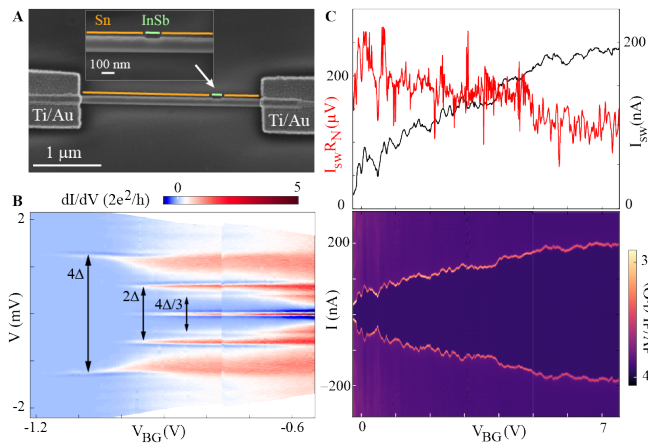 A
Sn
InSb
100 nm
Ti/Au
Ti/Au
1 μm
B
dI/dV (2e²/h)
0
5
2
V (mV)
-2
4Δ
2Δ
4Δ/3
-1.2
-0.6
V_BG(V)
C
200
0
I_SW R_N (μV)
200
0
I_SW (nA)
200
I (nA)
−200
0
7
V_BG(V)
3
4